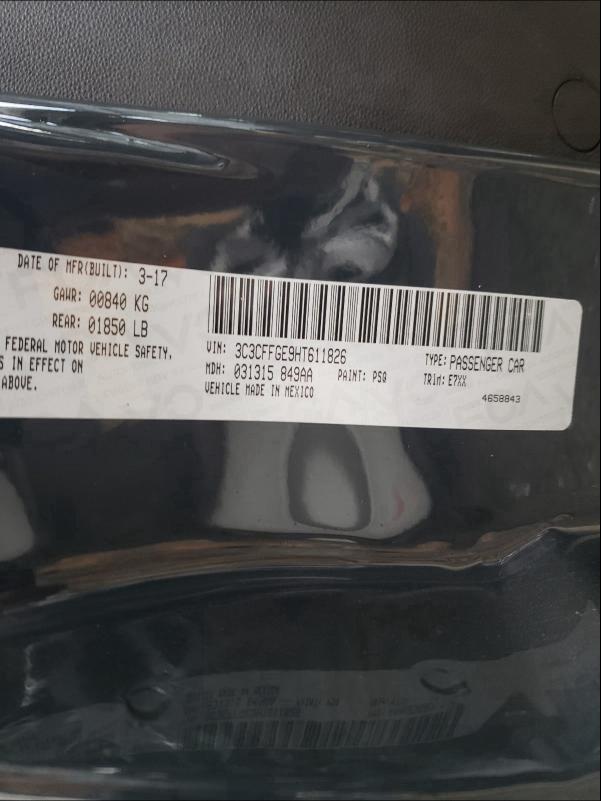 DATE OF MFR(BUILT): 3-17
GAWR: 00840 KG
REAR: 01850 LB
FEDERAL MOTOR VEHICLE SAFETY,
IN EFFECT ON
ABOVE.
VIN: 3C3CFFGE9HT611826
TYPE: PASSENGER CAR
MDH: 031315 849AA PAINT: PSQ TRIM: E7XX
VEHICLE MADE IN MEXICO
4658843